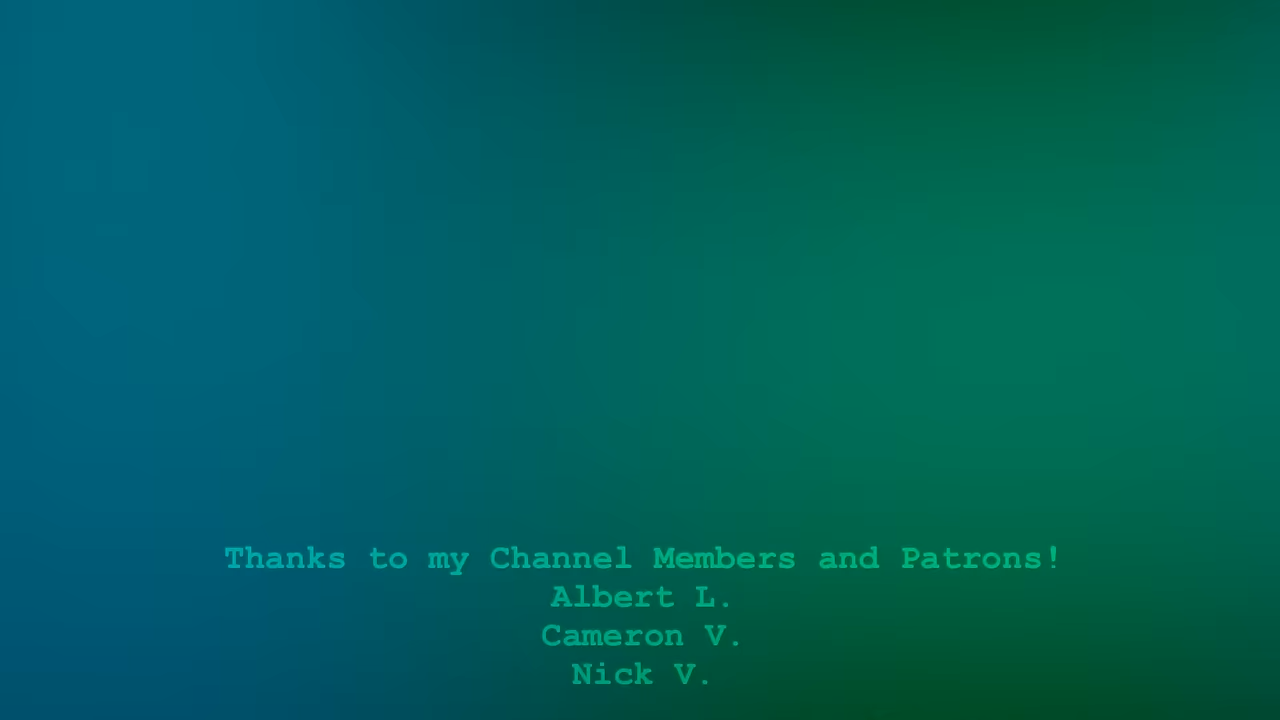 Thanks to my Channel Members and Patrons!
Albert L.
Cameron V.
Nick V.